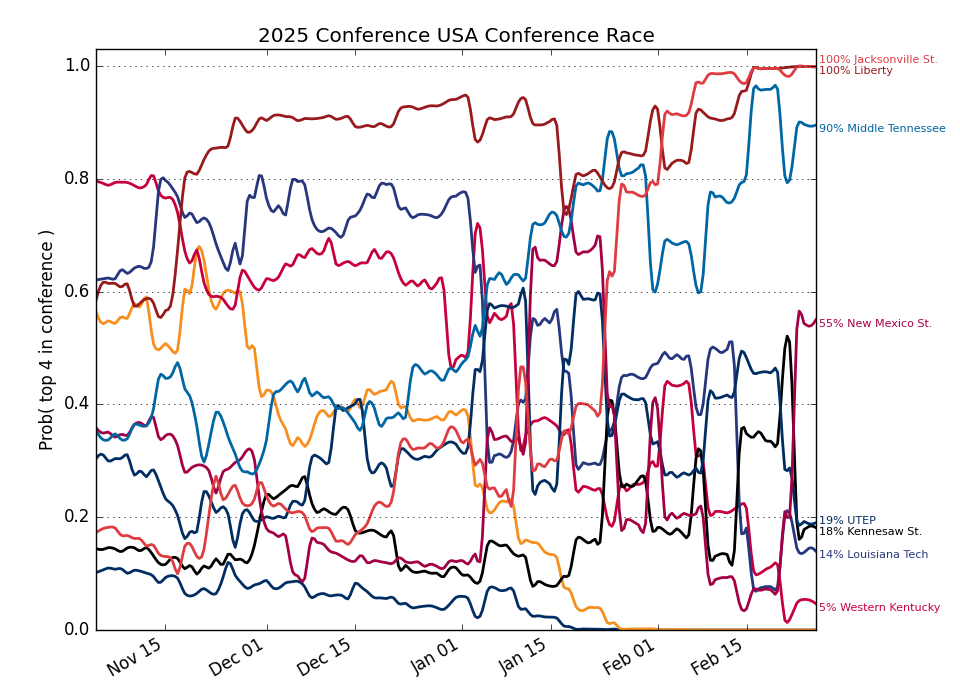 2025 Conference USA Conference Race
Prob( top 4 in conference )
1.0
0.8
0.6
0.4
0.2
0.0
Nov 15
Dec 01
Dec 15
Jan 01
Jan 15
Feb 01
Feb 15
100% Jacksonville St.
100% Liberty
90% Middle Tennessee
55% New Mexico St.
19% UTEP
18% Kennesaw St.
14% Louisiana Tech
5% Western Kentucky